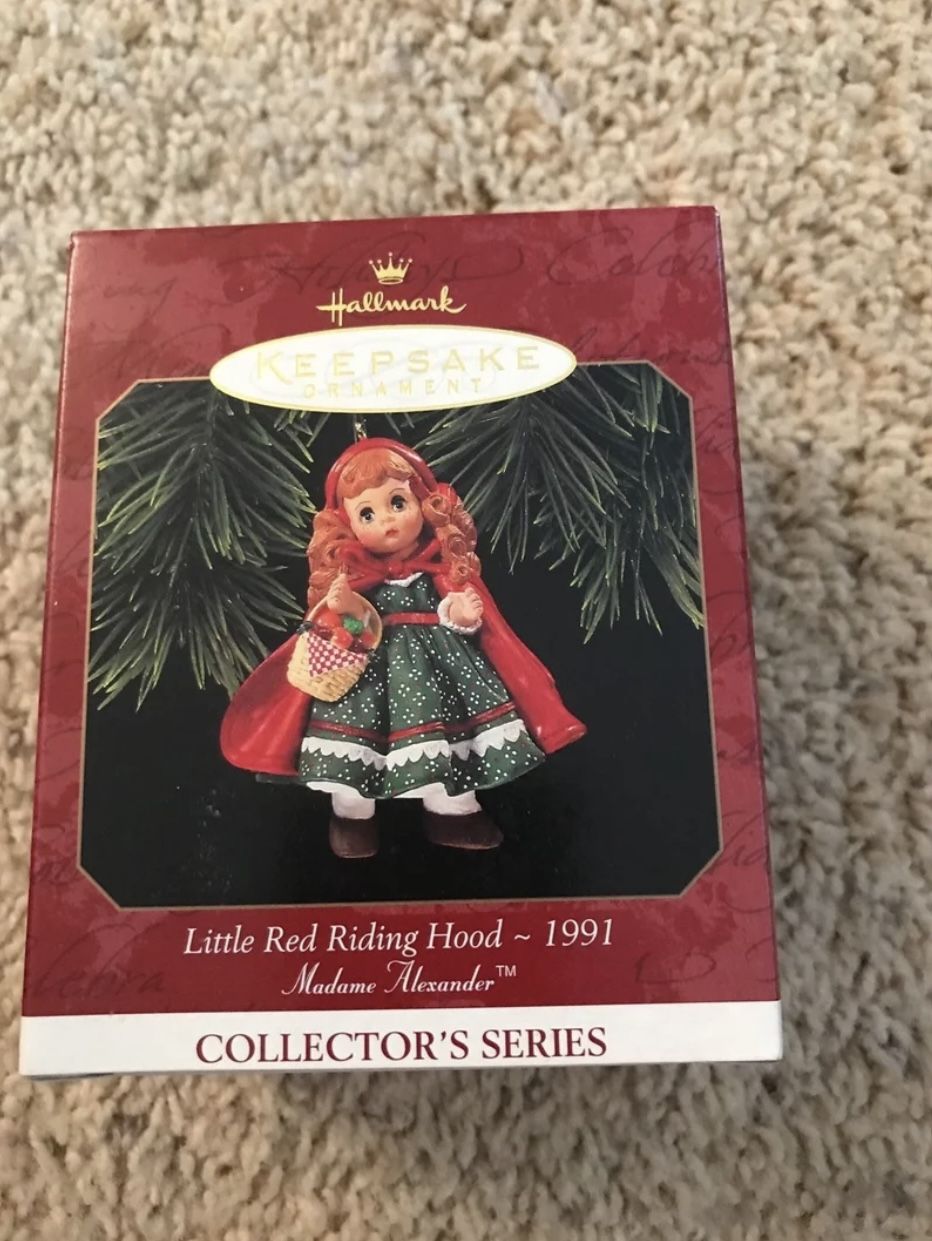 Hallmark
KEEPSAKE
ORNAMENT
Little Red Riding Hood ~ 1991
Madame Alexander™
COLLECTOR'S SERIES